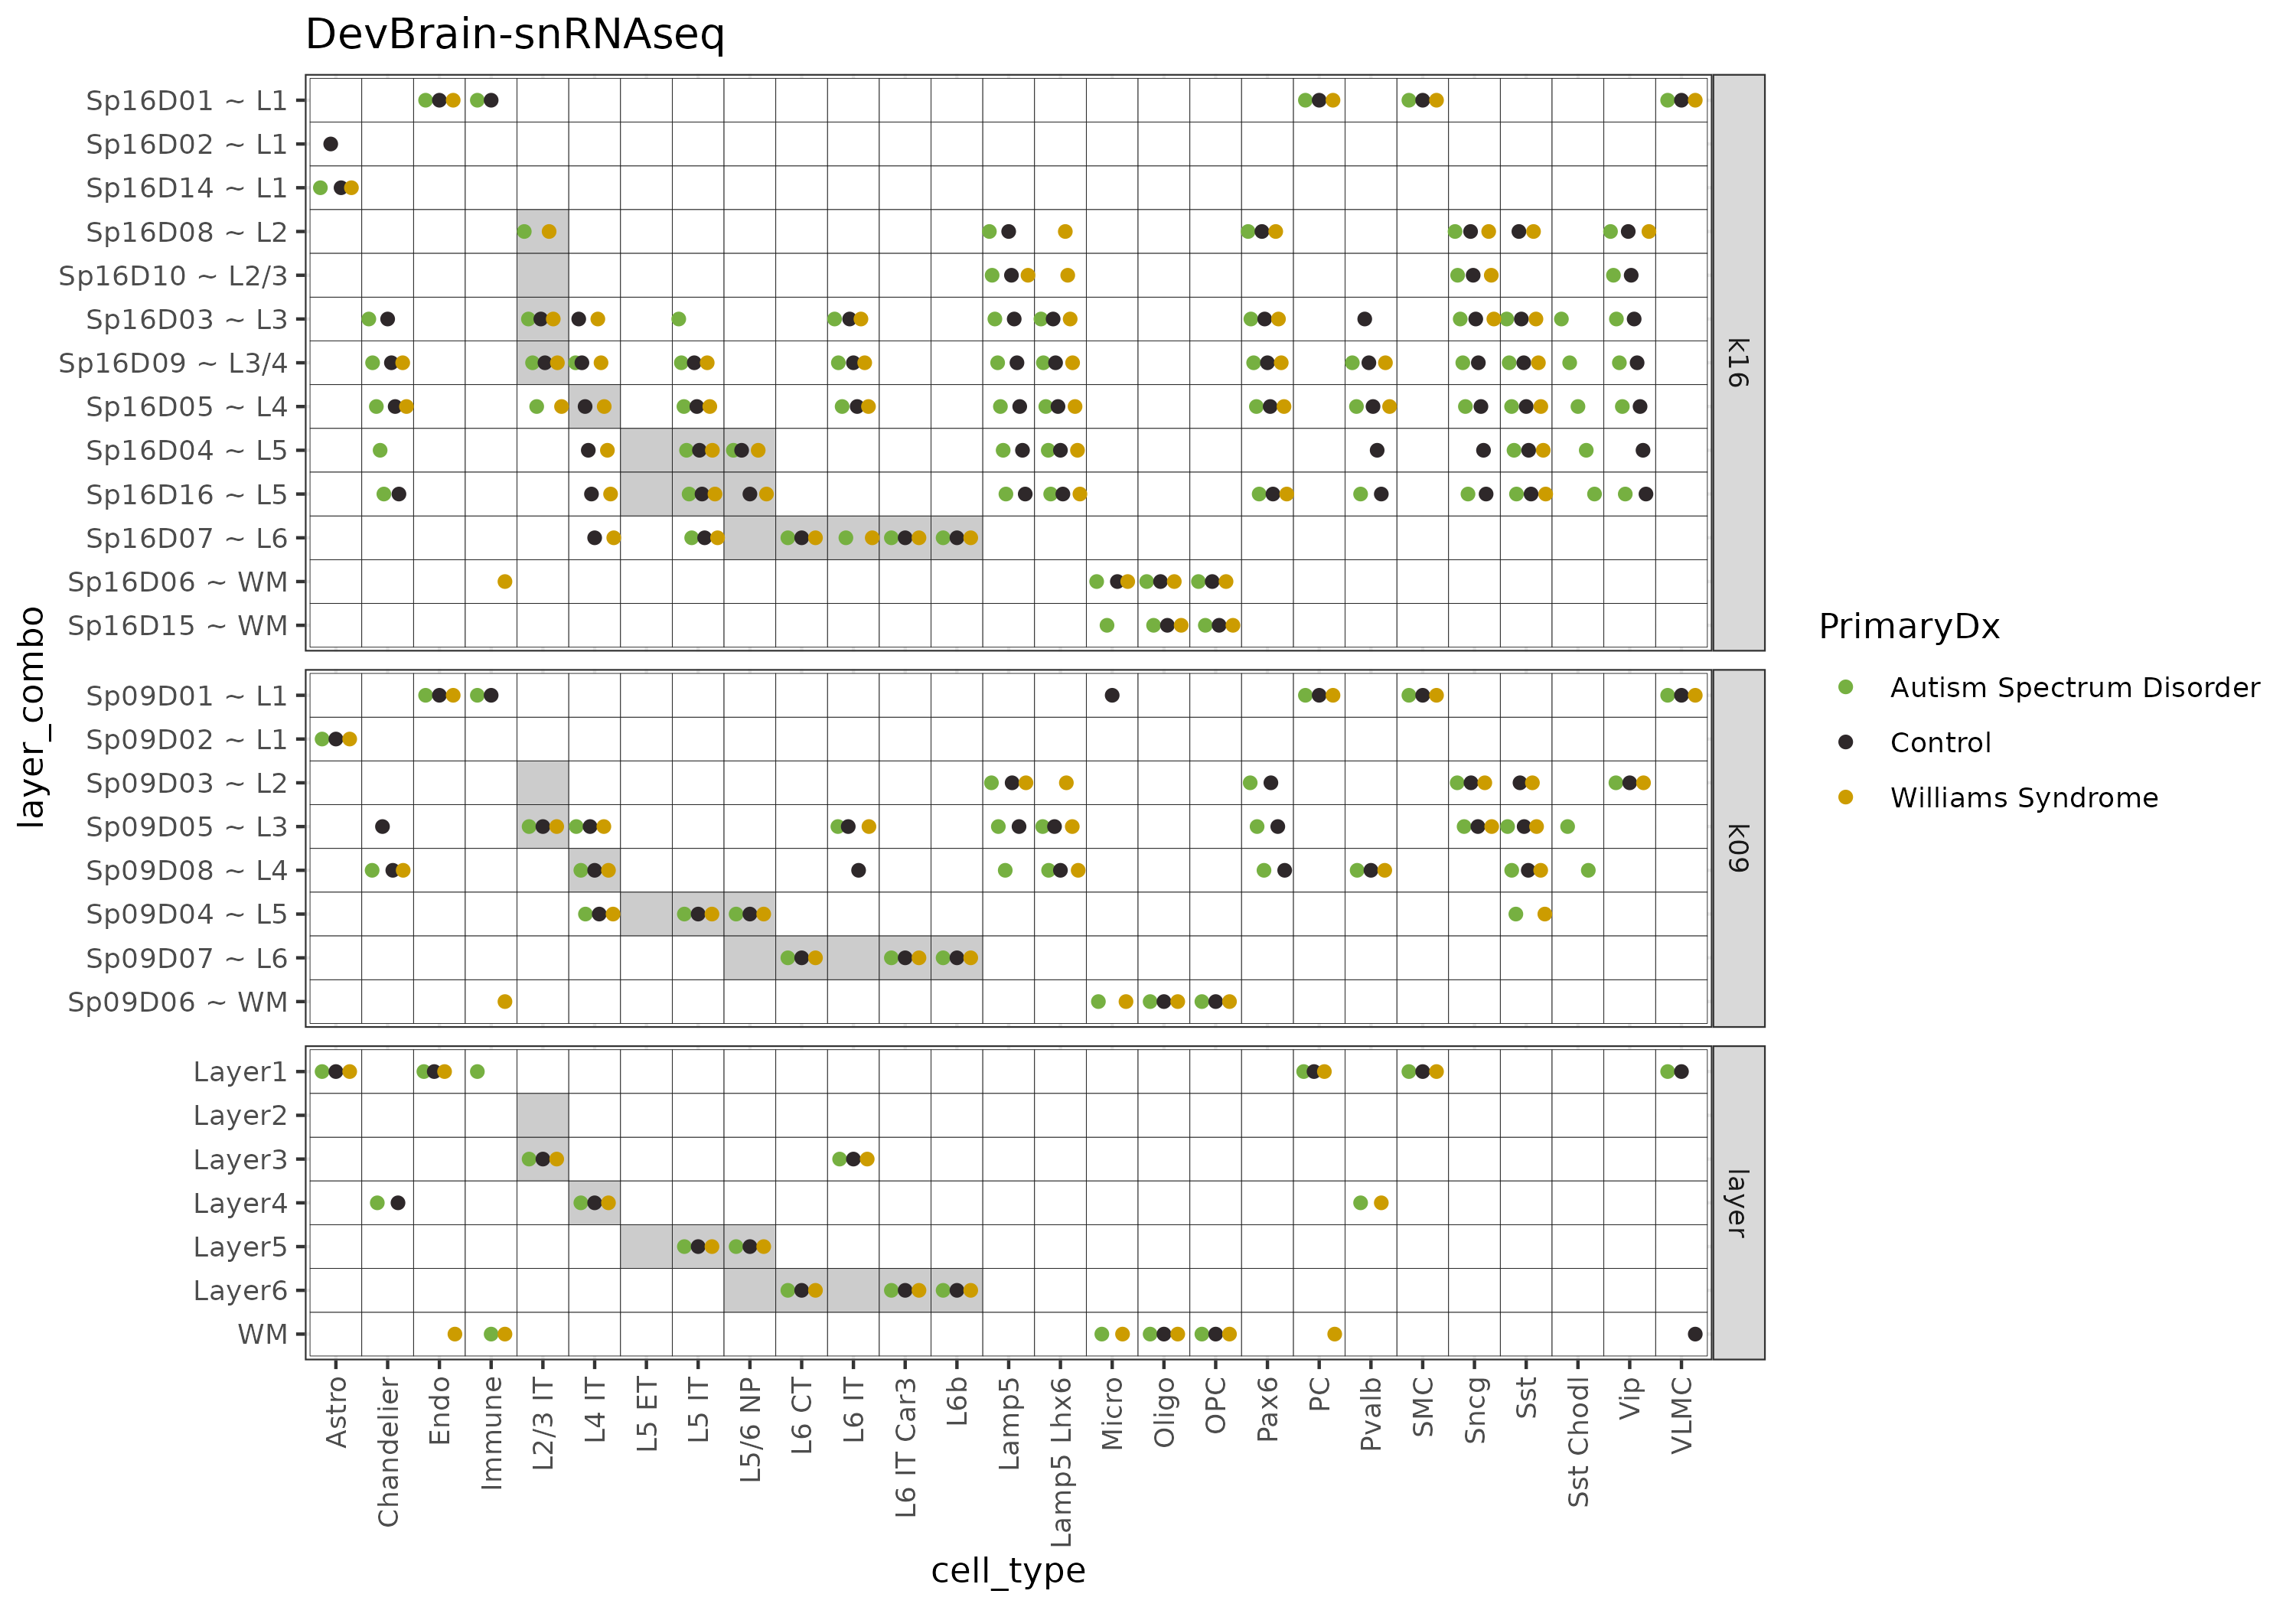 DevBrain-snRNAseq
layer_combo
Sp16D01 ~ L1
Sp16D02 ~ L1
Sp16D14 ~ L1
Sp16D08 ~ L2
Sp16D10 ~ L2/3
Sp16D03 ~ L3
Sp16D09 ~ L3/4
Sp16D05 ~ L4
Sp16D04 ~ L5
Sp16D16 ~ L5
Sp16D07 ~ L6
Sp16D06 ~ WM
Sp16D15 ~ WM
k16
Sp09D01 ~ L1
Sp09D02 ~ L1
Sp09D03 ~ L2
Sp09D05 ~ L3
Sp09D08 ~ L4
Sp09D04 ~ L5
Sp09D07 ~ L6
Sp09D06 ~ WM
k09
Layer1
Layer2
Layer3
Layer4
Layer5
Layer6
WM
layer
Astro
Chandelier
Endo
Immune
L2/3 IT
L4 IT
L5 ET
L5 IT
L5/6 NP
L6 CT
L6 IT
L6 IT Car3
L6b
Lamp5
Lamp5 Lhx6
Micro
Oligo
OPC
Pax6
PC
Pvalb
SMC
Sncg
Sst
Sst Chodl
Vip
VLMC
cell_type
PrimaryDx
Autism Spectrum Disorder
Control
Williams Syndrome